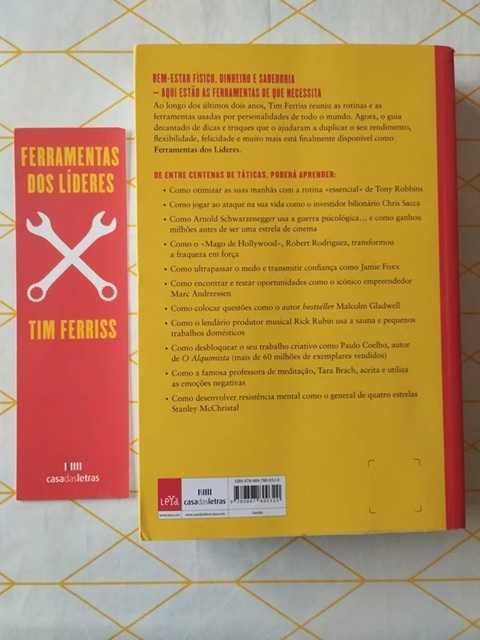 FERRAMENTAS
DOS LÍDERES
TIM FERRISS
casadasletras
BEM-ESTAR FÍSICO, DINHEIRO E SABEDORIA
– AQUI ESTÃO AS FERRAMENTAS DE QUE NECESSITA
Ao longo dos últimos dois anos, Tim Ferriss reuniu as rotinas e as
ferramentas usadas por personalidades de todo o mundo. Agora, o guia
decantado de dicas e truques que o ajudaram a duplicar o seu rendimento,
flexibilidade, felicidade e muito mais está finalmente disponível como
Ferramentas dos Líderes.
DE ENTRE CENTENAS DE TÁTICAS, PODERÁ APRENDER:
• Como otimizar as suas manhãs com a rotina «essencial» de Tony Robbins
• Como jogar ao ataque na sua vida como o investidor bilionário Chris Sacca
• Como Arnold Schwarzenegger usa a guerra psicológica... e como ganhou
milhões antes de ser uma estrela de cinema
• Como o «Mago de Hollywood», Robert Rodriguez, transformou
a fraqueza em força
• Como ultrapassar o medo e transmitir confiança como Jamie Foxx
• Como encontrar e testar oportunidades como o icónico empreendedor
Marc Andreessen
• Como colocar questões como o autor bestseller Malcolm Gladwell
• Como o lendário produtor musical Rick Rubin usa a sauna e pequenos
trabalhos domésticos
• Como desbloquear o seu trabalho criativo como Paulo Coelho, autor
de O Alquimista (mais de 60 milhões de exemplares vendidos)
• Como a famosa professora de meditação, Tara Brach, aceita e utiliza
as emoções negativas
• Como desenvolver resistência mental como o general de quatro estrelas
Stanley McChristal
LeYa
casadasletras